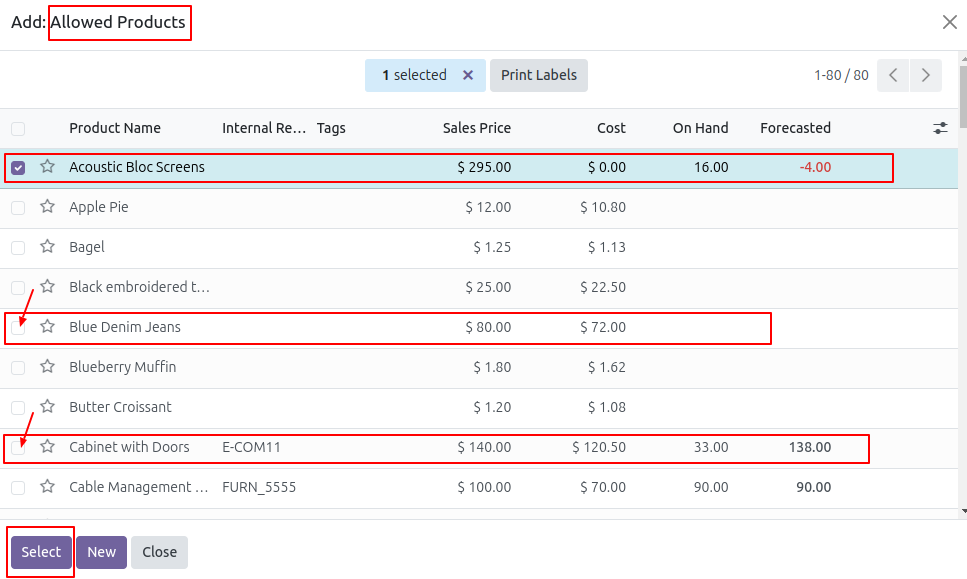 Add: Allowed Products
1 selected Print Labels 1-80 / 80
Product Name Internal Re... Tags Sales Price Cost On Hand Forecasted
Acoustic Bloc Screens $ 295.00 $ 0.00 16.00 -4.00
Apple Pie $ 12.00 $ 10.80
Bagel $ 1.25 $ 1.13
Black embroidered t... $ 25.00 $ 22.50
Blue Denim Jeans $ 80.00 $ 72.00
Blueberry Muffin $ 1.80 $ 1.62
Butter Croissant $ 1.20 $ 1.08
Cabinet with Doors E-COM11 $ 140.00 $ 120.50 33.00 138.00
Cable Management ... FURN_5555 $ 100.00 $ 70.00 90.00 90.00
Select New Close